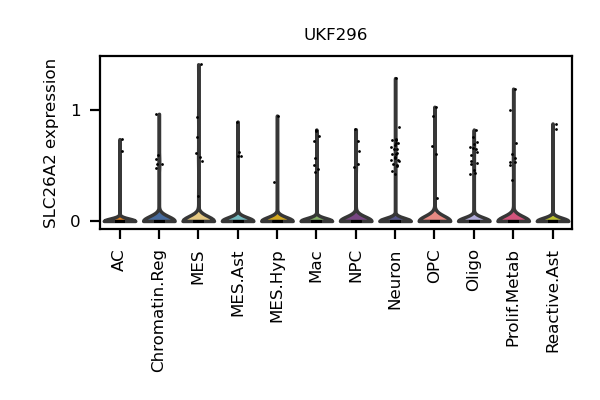 UKF296
SLC26A2 expression
1
0
AC
Chromatin.Reg
MES
MES.Ast
MES.Hyp
Mac
NPC
Neuron
OPC
Oligo
Prolif.Metab
Reactive.Ast